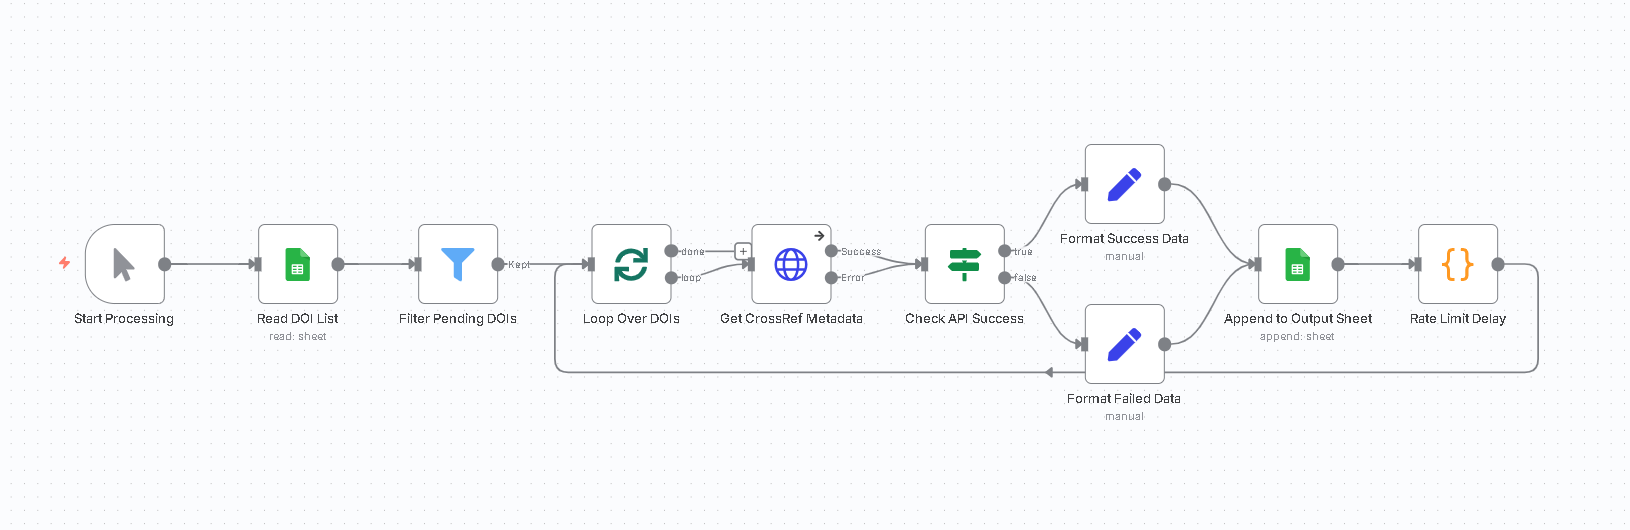 Start Processing
Read DOI List
read: sheet
Filter Pending DOIs
Kept
Loop Over DOIs
done
loop
Get CrossRef Metadata
Success
Error
Check API Success
true
false
Format Success Data
manual
Format Failed Data
manual
Append to Output Sheet
append: sheet
{}
Rate Limit Delay